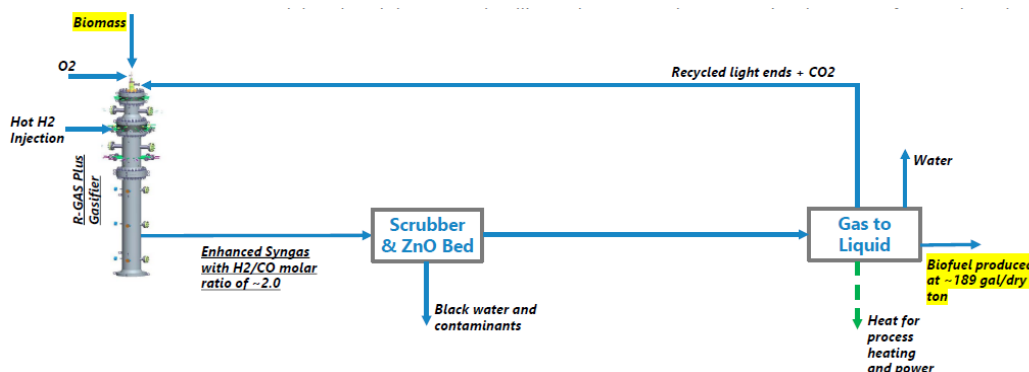 Biomass
O2
Recycled light ends + CO2
Hot H2
Injection
R-GAS Plus
Gasifier
Water
Scrubber
& ZnO Bed
Gas to
Liquid
Enhanced Syngas
with H2/CO molar
ratio of ~2.0
Biofuel produced
at ~189 gal/dry
ton
Black water and
contaminants
Heat for
process
heating
and power